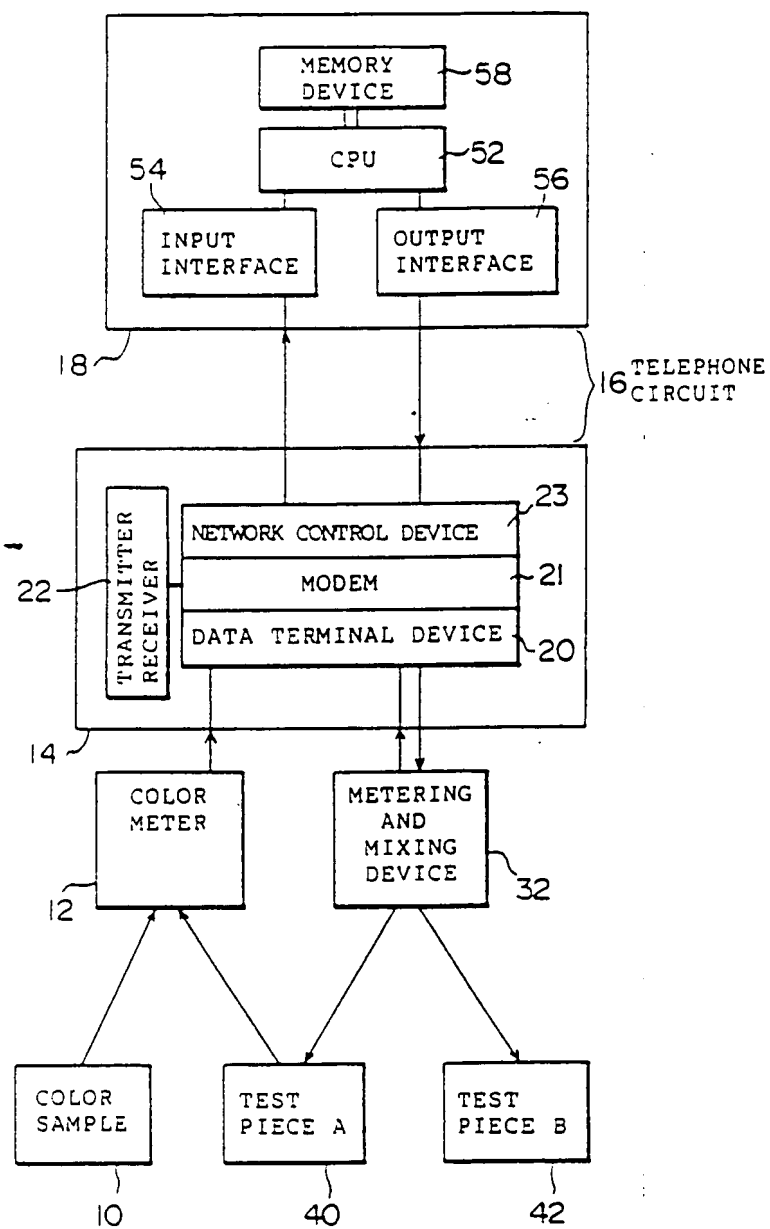 MEMORY
DEVICE
58
CPU
52
54
56
INPUT
INTERFACE
OUTPUT
INTERFACE
18
16 TELEPHONE
CIRCUIT
TRANSMITTER
RECEIVER
22
NETWORK CONTROL DEVICE
23
MODEM
21
DATA TERMINAL DEVICE
20
14
COLOR
METER
12
METERING
AND
MIXING
DEVICE
32
COLOR
SAMPLE
10
TEST
PIECE A
40
TEST
PIECE B
42